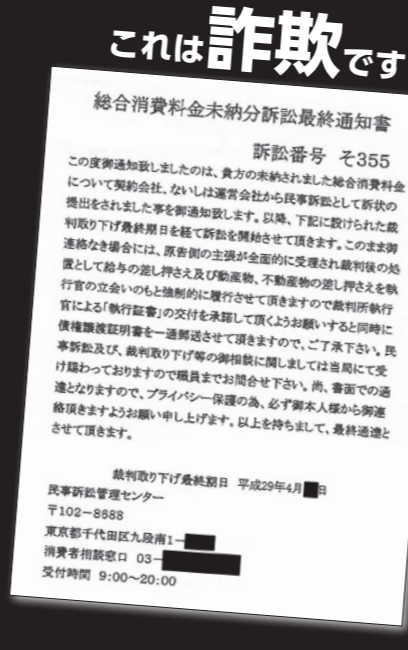 これは詐欺です
総合消費料金未納分訴訟最終通知書
訴訟番号 そ355
この度御通知致しましたのは、貴方の未納されました総合消費料金
について契約会社、ないしは運営会社から民事訴訟として訴状の
提出をされました事を御通知致します。以降、下記に設けられた裁
判取り下げ最終期日を経て訴訟を開始させて頂きます。このまま御
連絡なき場合には、原告側の主張が全面的に受理され裁判後の処
置として給与の差し押さえ及び動産物、不動産物の差し押さえを執
行官の立会いのもと強制的に履行させて頂きますので裁判所執行
官による「執行証書」の交付を承諾して頂くようお願いすると同時に
債権譲渡証明書を一通郵送させて頂きますので、ご了承下さい。民
事訴訟及び、裁判取り下げ等の御相談に関しましては当局にて受
け賜わっておりますので職員までお問合せ下さい。尚、書面での通
達となりますので、プライバシー保護の為、必ず御本人様から御連
絡頂きますようお願い申し上げます。以上を持ちまして、最終通達と
させて頂きます。
裁判取り下げ最終期日 平成29年4月 日
民事訴訟管理センター
〒102-8688
東京都千代田区九段南1-
消費者相談窓口 03-
受付時間 9:00~20:00